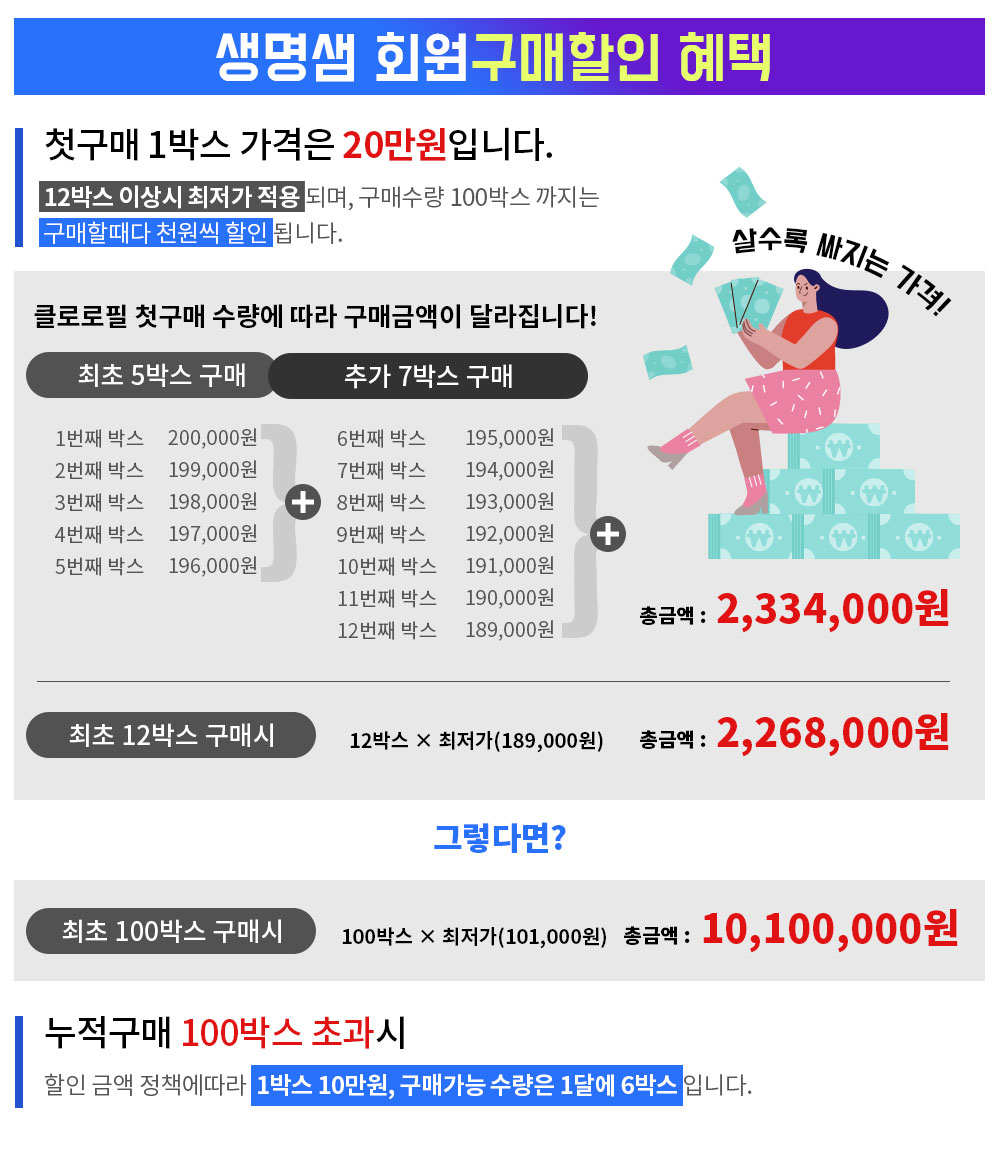 생명샘 회원구매할인 혜택
첫구매 1박스 가격은 20만원입니다.
12박스 이상시 최저가 적용되며, 구매수량 100박스 까지는
구매할때다 천원씩 할인됩니다.
살수록 싸지는 가격!
클로로필 첫구매 수량에 따라 구매금액이 달라집니다!
최초 5박스 구매 추가 7박스 구매
1번째 박스 200,000원 6번째 박스 195,000원
2번째 박스 199,000원 7번째 박스 194,000원
3번째 박스 198,000원 + 8번째 박스 193,000원
4번째 박스 197,000원 9번째 박스 192,000원 +
5번째 박스 196,000원 10번째 박스 191,000원
11번째 박스 190,000원
12번째 박스 189,000원
총금액 : 2,334,000원
최초 12박스 구매시 12박스 × 최저가(189,000원) 총금액 : 2,268,000원
그렇다면?
최초 100박스 구매시 100박스 × 최저가(101,000원) 총금액 : 10,100,000원
누적구매 100박스 초과시
할인 금액 정책에따라 1박스 10만원, 구매가능 수량은 1달에 6박스입니다.